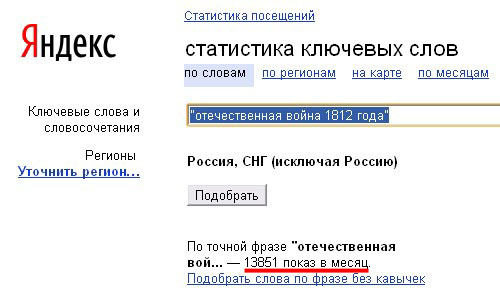 Статистика посещений
Яндекс
статистика ключевых слов
по словам по регионам на карте по месяцам
Ключевые слова и
словосочетания
"отечественная война 1812 года"
Регионы
Уточнить регион...
Россия, СНГ (исключая Россию)
Подобрать
По точной фразе "отечественная
вой... — 13851 показ в месяц.
Подобрать слова по фразе без кавычек